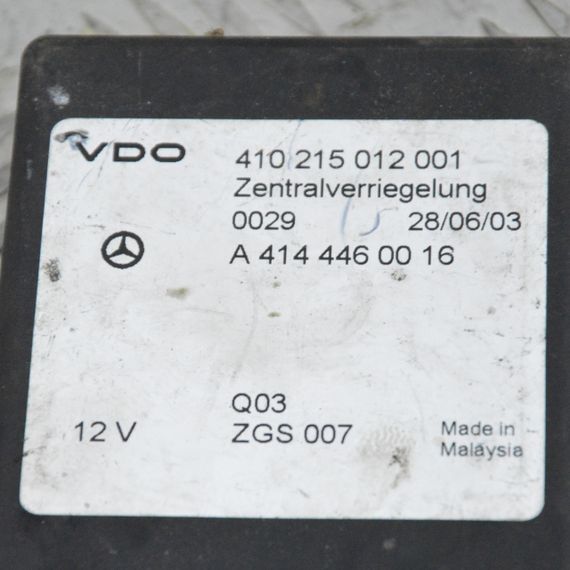 VDO 410 215 012 001
Zentralverriegelung
0029 28/06/03
A 414 446 00 16
Q03
12 V ZGS 007
Made in
Malaysia